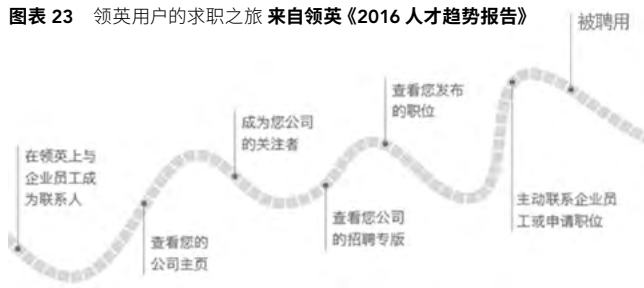 图表 23 领英用户的求职之旅 来自领英《2016 人才趋势报告》
被聘用
查看您发布
的职位
成为您公司
的关注者
在领英上与
企业员工成
为联系人
主动联系企业员
工或申请职位
查看您公司
的招聘专版
查看您的
公司主页